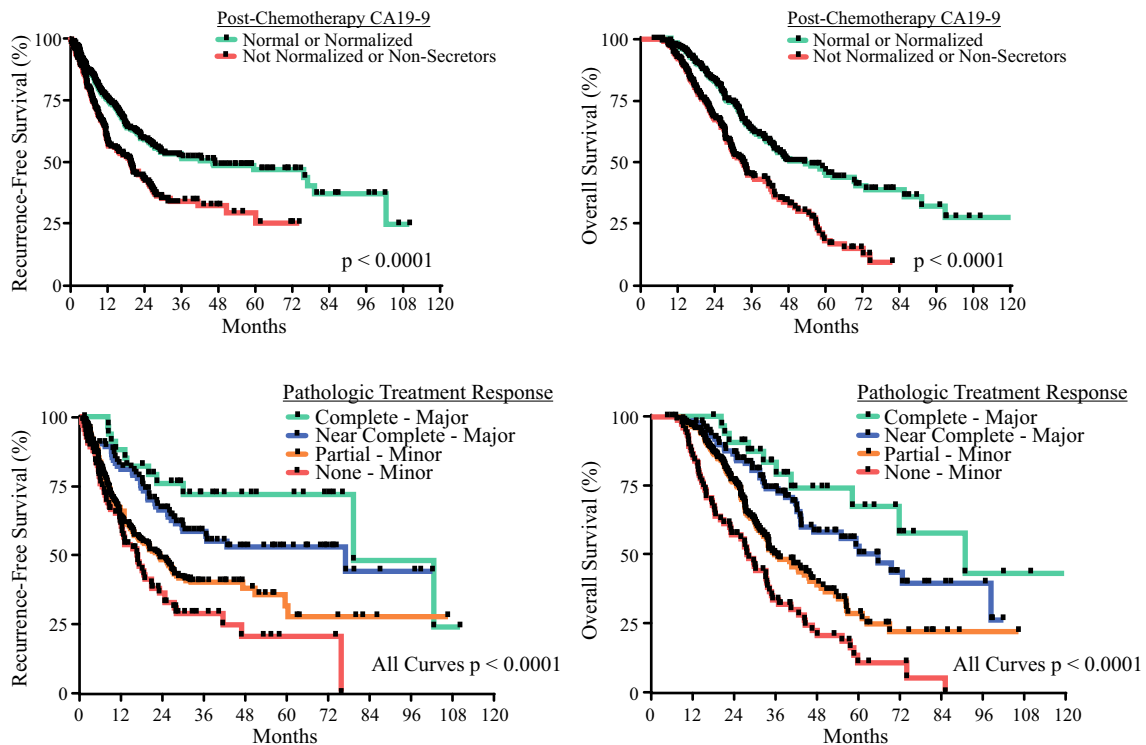 Post-Chemotherapy CA19-9
Normal or Normalized
Not Normalized or Non-Secretors
Recurrence-Free Survival (%)
100
75
50
25
0
p < 0.0001
0 12 24 36 48 60 72 84 96 108 120
Months
Post-Chemotherapy CA19-9
Normal or Normalized
Not Normalized or Non-Secretors
Overall Survival (%)
100
75
50
25
0
p < 0.0001
0 12 24 36 48 60 72 84 96 108 120
Months
Pathologic Treatment Response
Complete - Major
Near Complete - Major
Partial - Minor
None - Minor
Recurrence-Free Survival (%)
100
75
50
25
0
All Curves p < 0.0001
0 12 24 36 48 60 72 84 96 108 120
Months
Pathologic Treatment Response
Complete - Major
Near Complete - Major
Partial - Minor
None - Minor
Overall Survival (%)
100
75
50
25
0
All Curves p < 0.0001
0 12 24 36 48 60 72 84 96 108 120
Months